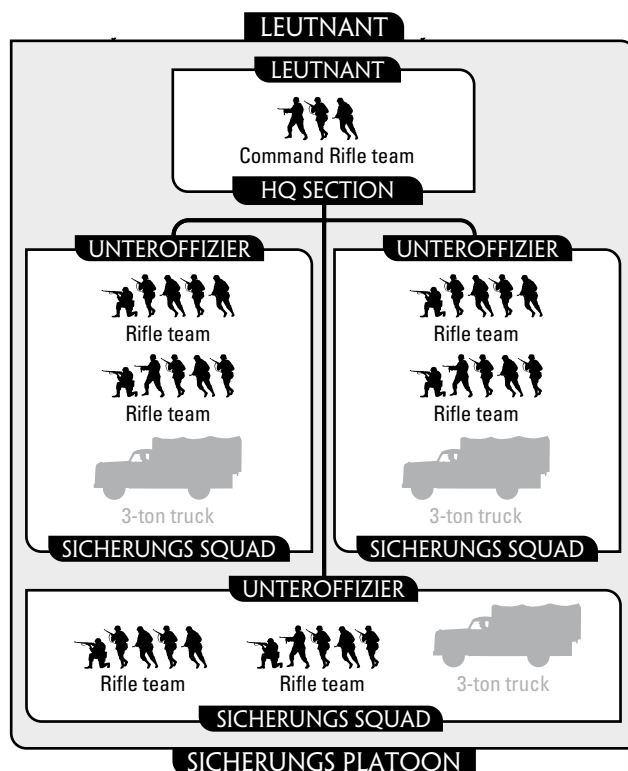 LEUTNANT
LEUTNANT
Command Rifle team
HQ SECTION
UNTEROFFIZIER
Rifle team
Rifle team
3-ton truck
SICHERUNGS SQUAD
UNTEROFFIZIER
Rifle team
Rifle team
3-ton truck
SICHERUNGS SQUAD
UNTEROFFIZIER
Rifle team
Rifle team
3-ton truck
SICHERUNGS SQUAD
SICHERUNGS PLATOON